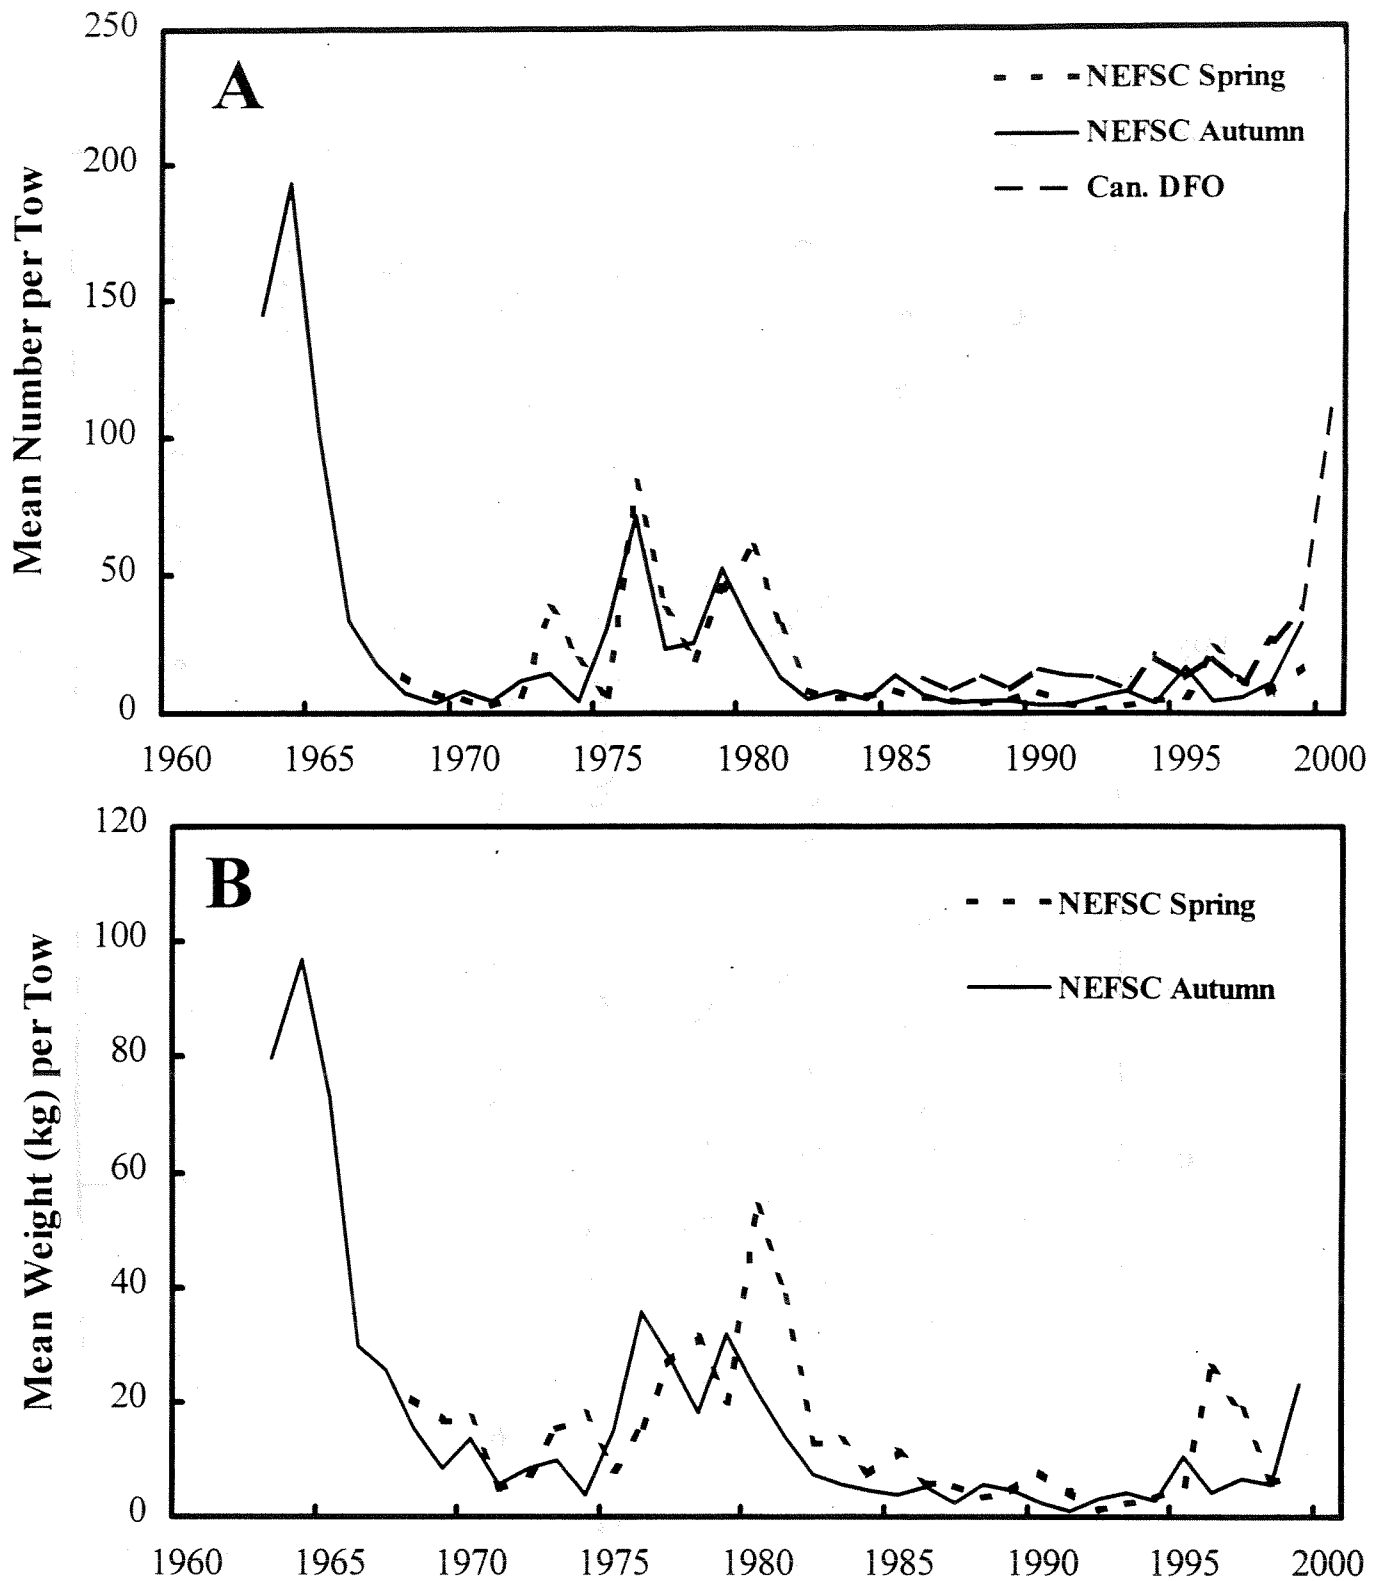 250
A
NEFSC Spring
NEFSC Autumn
Can. DFO
200
150
100
50
0
Mean Number per Tow
1960 1965 1970 1975 1980 1985 1990 1995 2000
120
B
NEFSC Spring
NEFSC Autumn
100
80
60
40
20
0
Mean Weight (kg) per Tow
1960 1965 1970 1975 1980 1985 1990 1995 2000